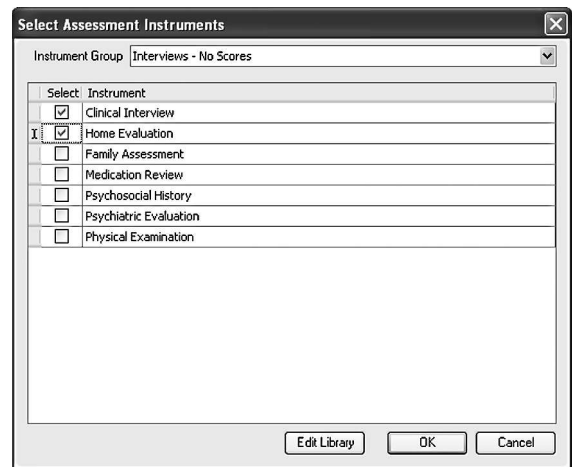 Select Assessment Instruments
Instrument Group Interviews - No Scores
Select Instrument
Clinical Interview
Home Evaluation
Family Assessment
Medication Review
Psychosocial History
Psychiatric Evaluation
Physical Examination
Edit Library OK Cancel